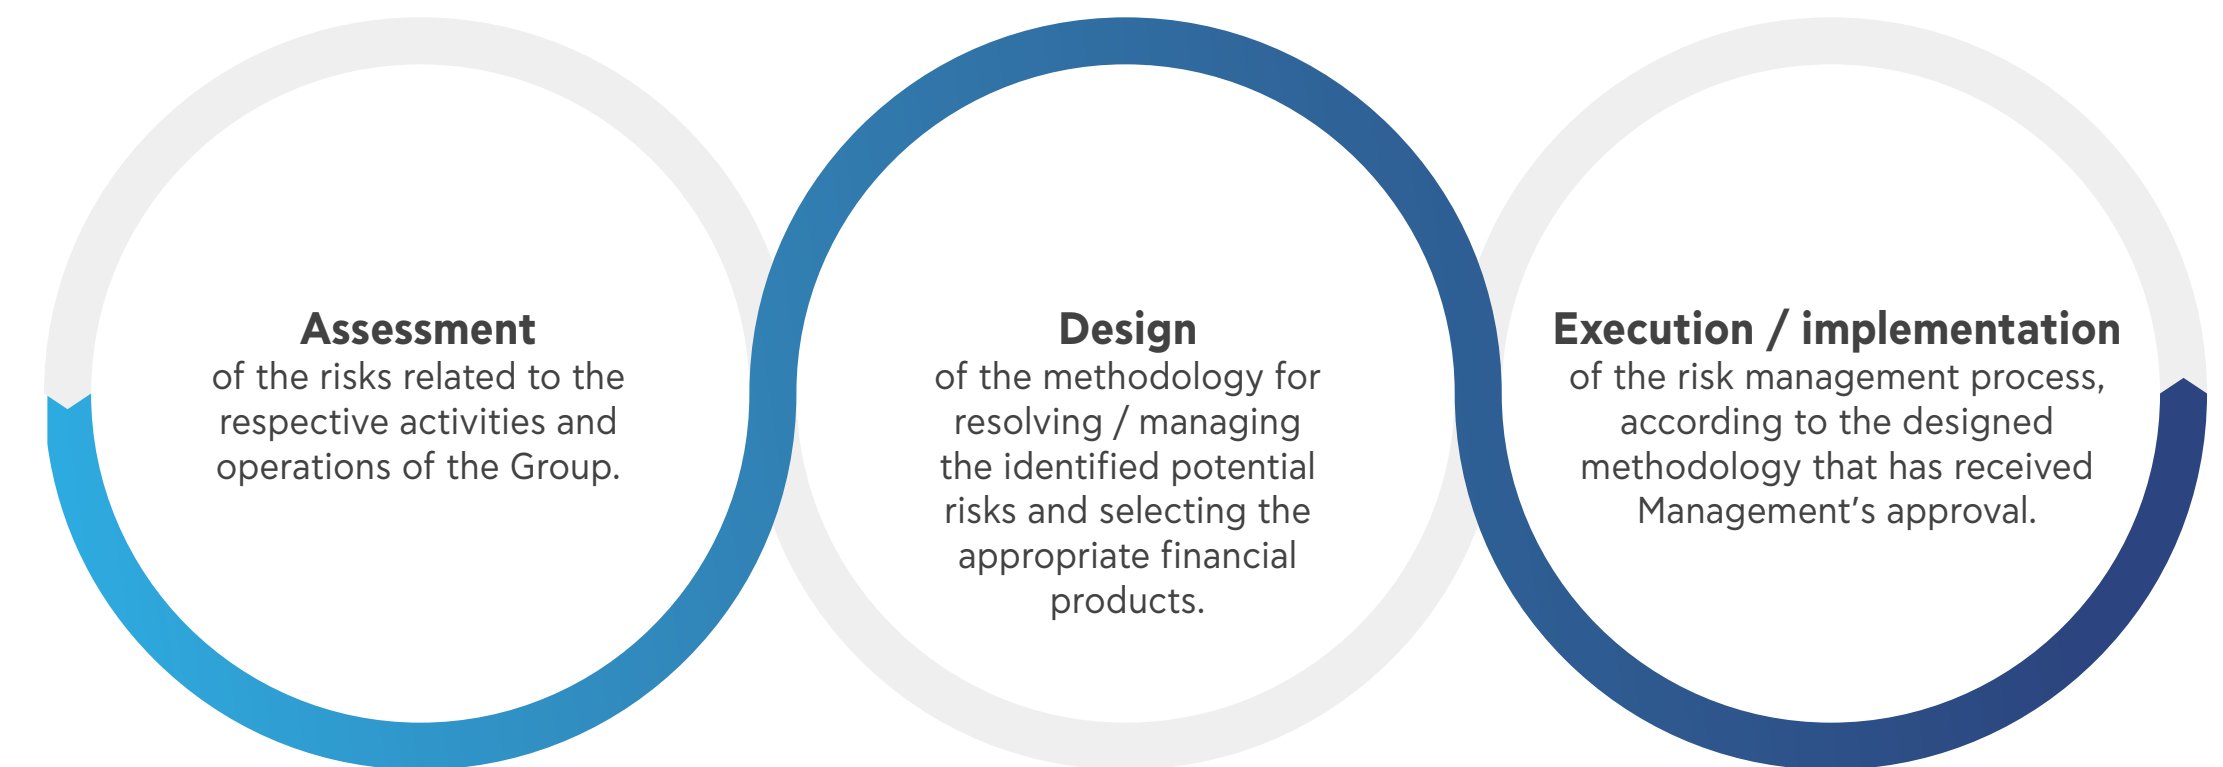 Assessment
of the risks related to the
respective activities and
operations of the Group.
Design
of the methodology for
resolving / managing
the identified potential
risks and selecting the
appropriate financial
products.
Execution / implementation
of the risk management process,
according to the designed
methodology that has received
Management’s approval.